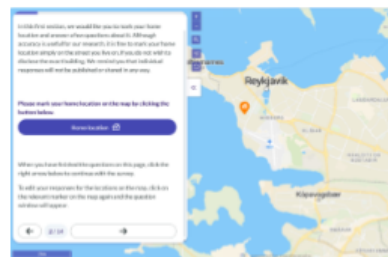 In this first section, we would like you to mark your home
location and answer a few questions about it. Although
accuracy is useful for our research, it is fine to mark your home
location simply on the street you live on, if you do not wish to
disclose the exact building. We remind you that individual
responses will not be published or shared in any way.
Please mark your home location on the map by clicking the
button below.
Home location
When you have finished the questions on this page, click the
right arrow below to continue with the survey.
To edit your responses for the locations on the map, click on
the relevant marker on the map again and the question
window will appear
2 / 14
Reykjavik
Kópavogsbær